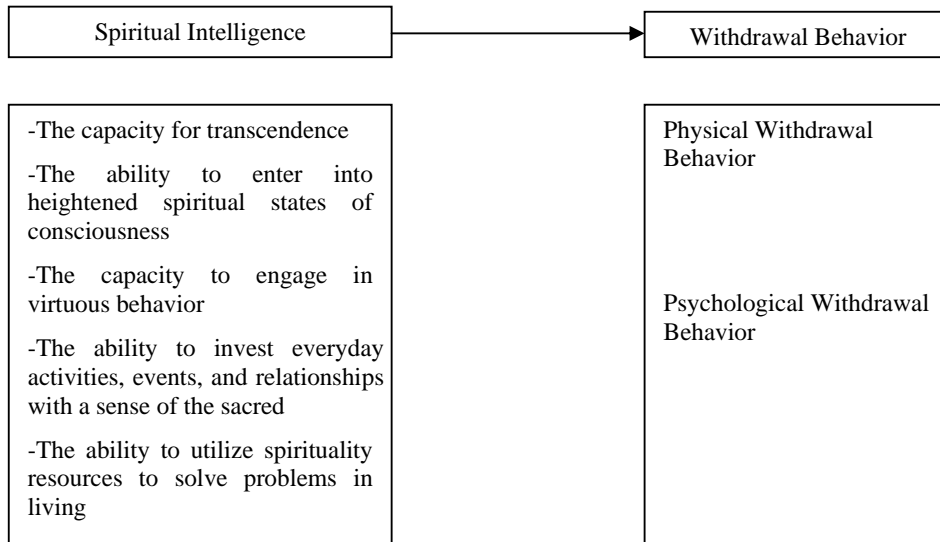 Spiritual Intelligence
Withdrawal Behavior
-The capacity for transcendence
-The ability to enter into
heightened spiritual states of
consciousness
-The capacity to engage in
virtuous behavior
-The ability to invest everyday
activities, events, and relationships
with a sense of the sacred
-The ability to utilize spirituality
resources to solve problems in
living
Physical Withdrawal
Behavior
Psychological Withdrawal
Behavior